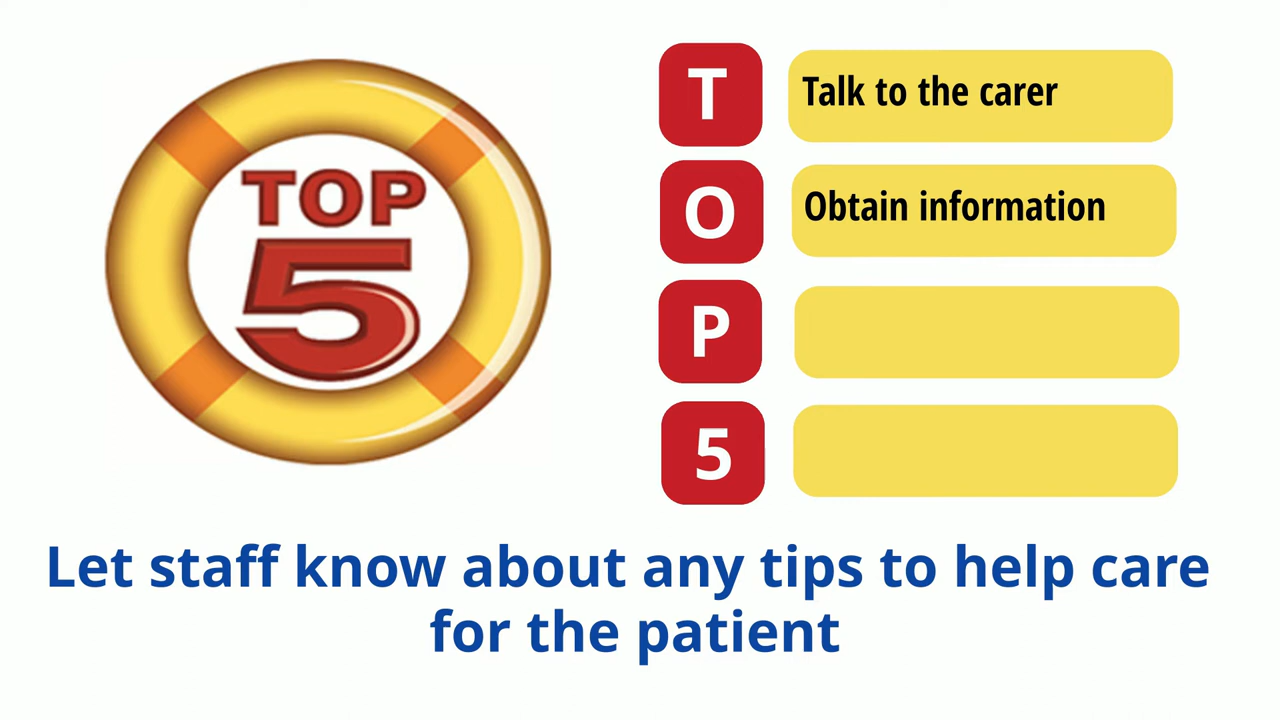 TOP
5
T
Talk to the carer
O
Obtain information
P
5
Let staff know about any tips to help care
for the patient